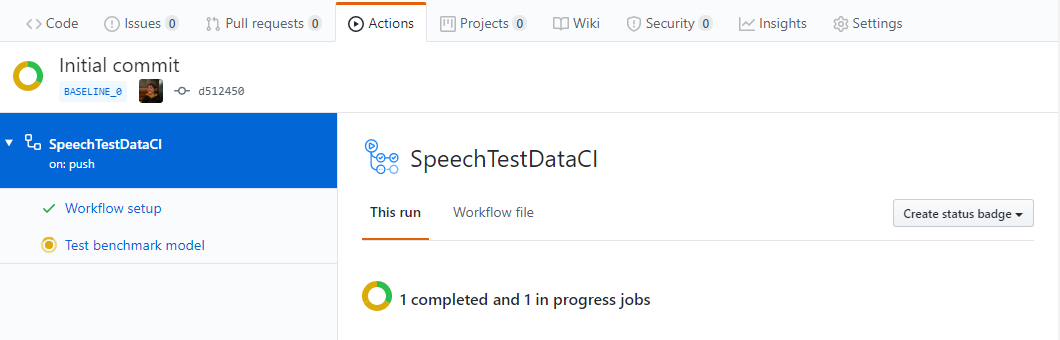 Code Issues 0 Pull requests 0 Actions Projects 0 Wiki Security 0 Insights Settings
Initial commit
BASELINE_0 d512450
SpeechTestDataCI
on: push
Workflow setup
Test benchmark model
SpeechTestDataCI
This run Workflow file Create status badge
1 completed and 1 in progress jobs